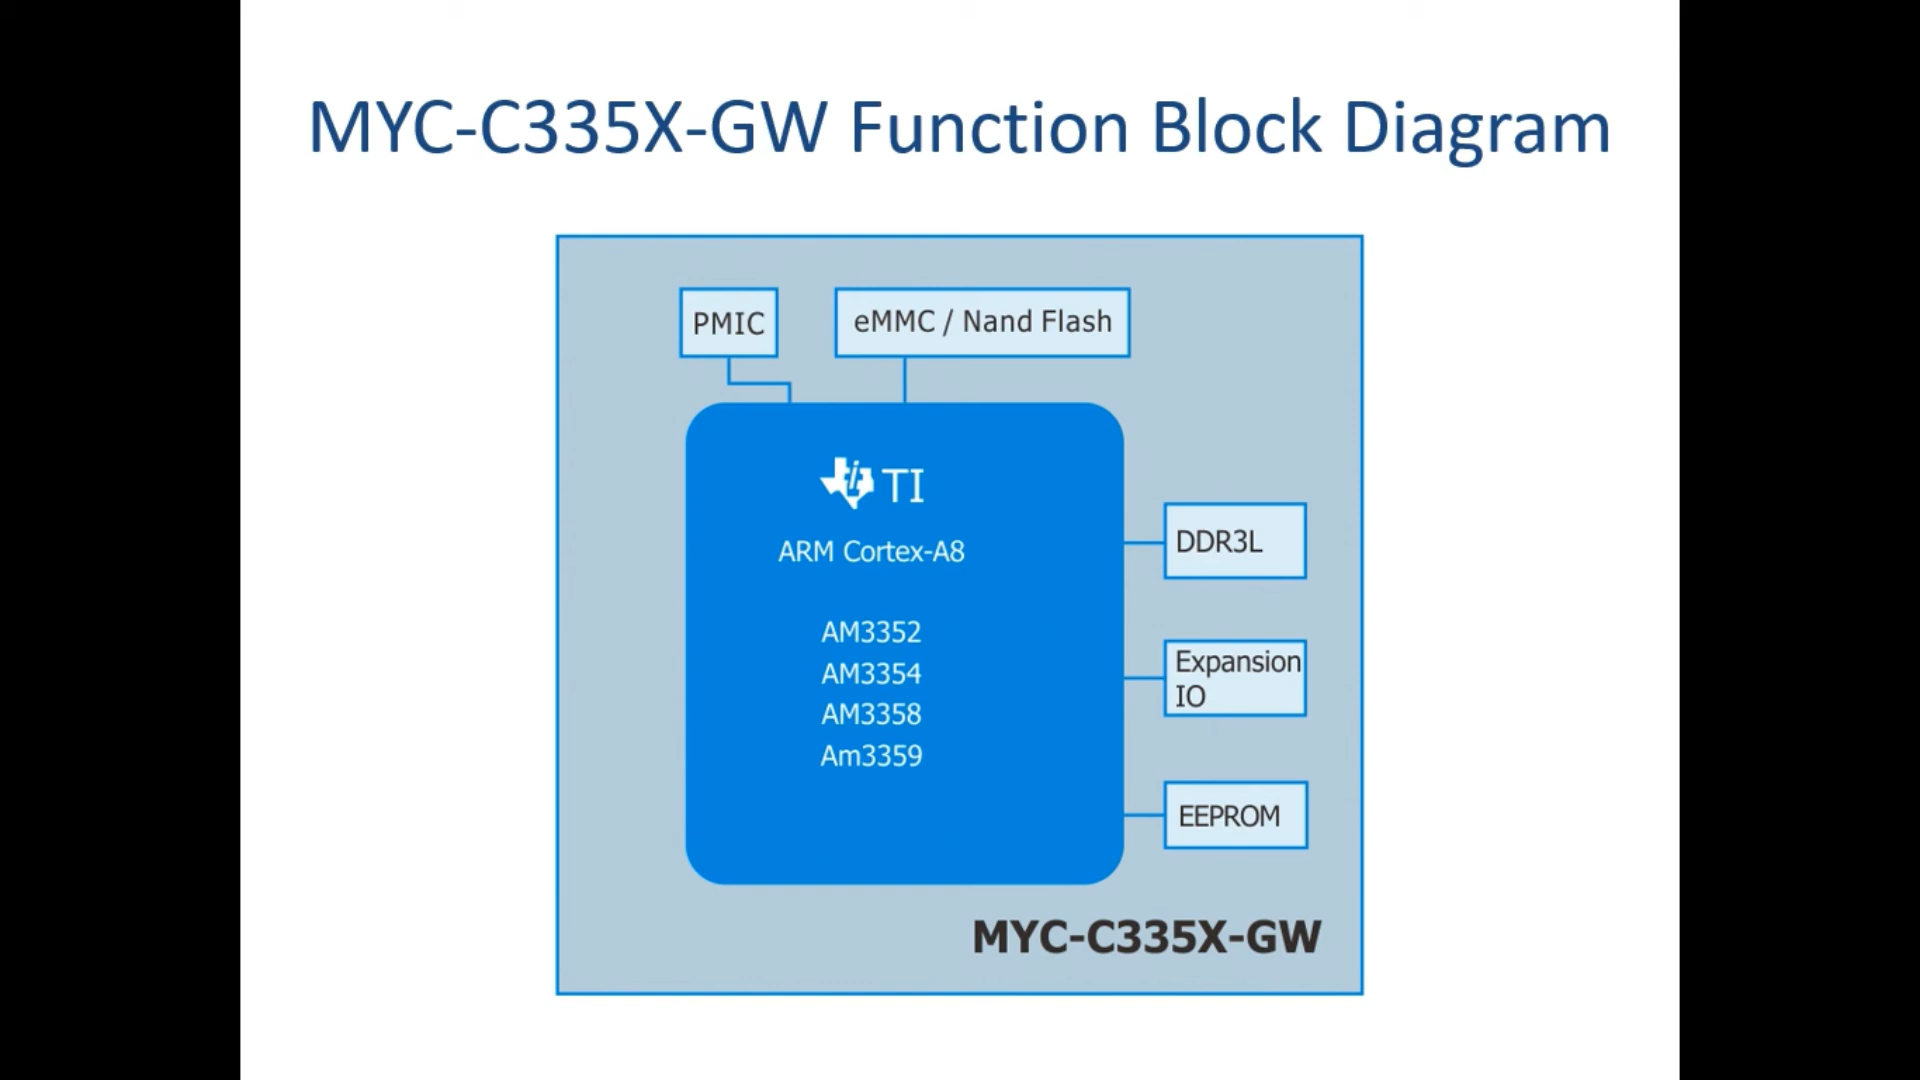 MYC-C335X-GW Function Block Diagram
PMIC
eMMC / Nand Flash
TI
ARM Cortex-A8
AM3352
AM3354
AM3358
Am3359
DDR3L
Expansion
IO
EEPROM
MYC-C335X-GW